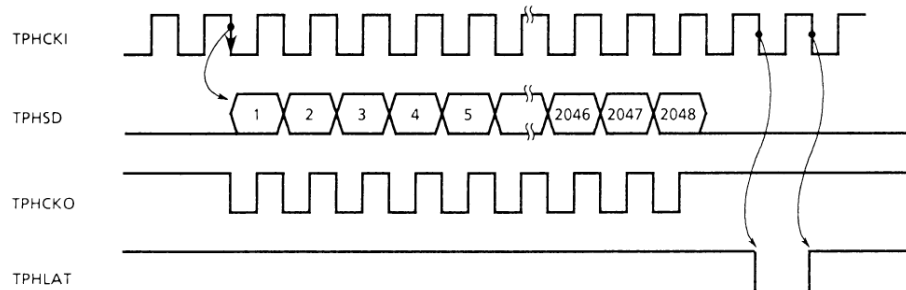 TPHCKI
TPHSD 1 2 3 4 5 2046 2047 2048
TPHCKO
TPHLAT